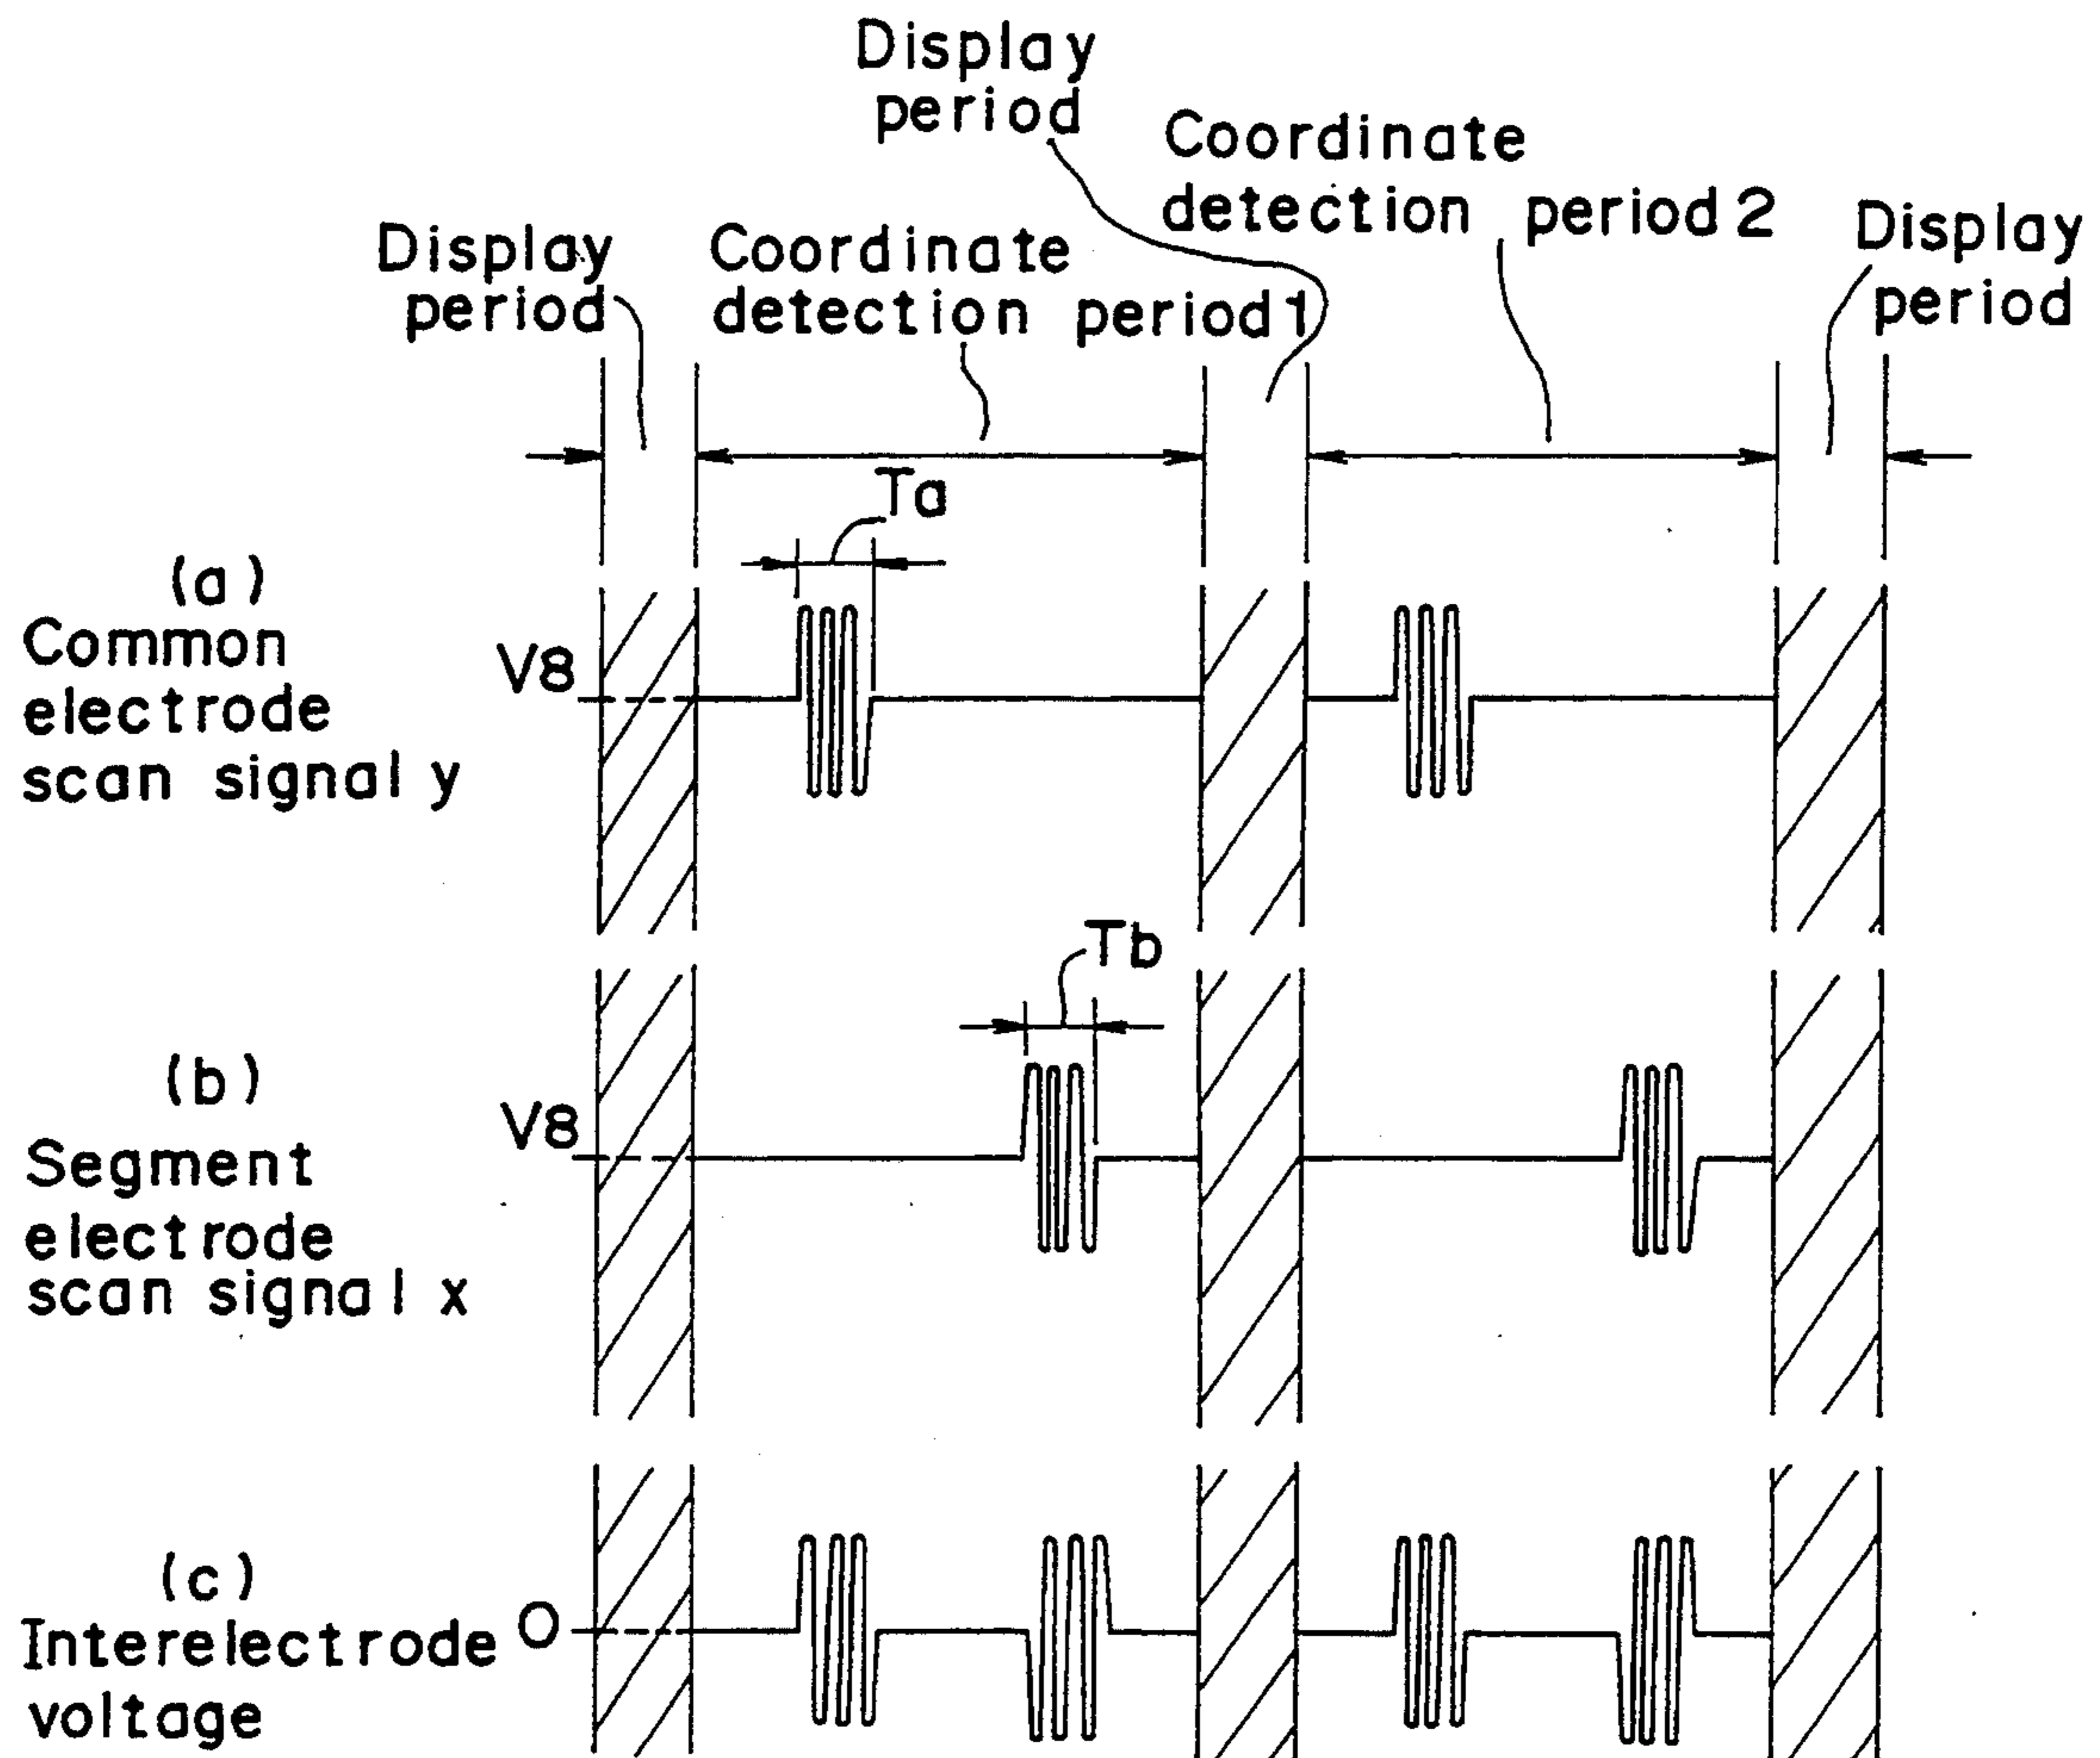 Display
period
Coordinate
detection period 2
Display
period
Coordinate
detection period 1
Display
period
Ta
(a)
Common
electrode
scan signal y
V8
Tb
(b)
Segment
electrode
scan signal x
V8
(c)
Interelectrode
voltage
O